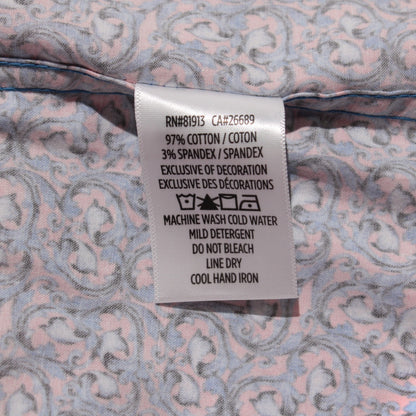 RN#81913 CA#26689
97% COTTON / COTON
3% SPANDEX / SPANDEX
EXCLUSIVE OF DECORATION
EXCLUSIVE DES DÉCORATIONS
MACHINE WASH COLD WATER
MILD DETERGENT
DO NOT BLEACH
LINE DRY
COOL HAND IRON